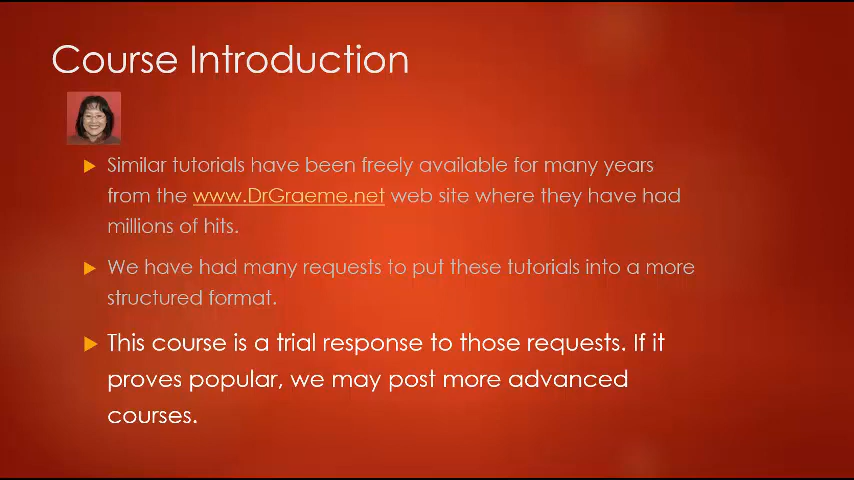 Course Introduction
Similar tutorials have been freely available for many years
from the www.DrGraeme.net web site where they have had
millions of hits.
We have had many requests to put these tutorials into a more
structured format.
This course is a trial response to those requests. If it
proves popular, we may post more advanced
courses.